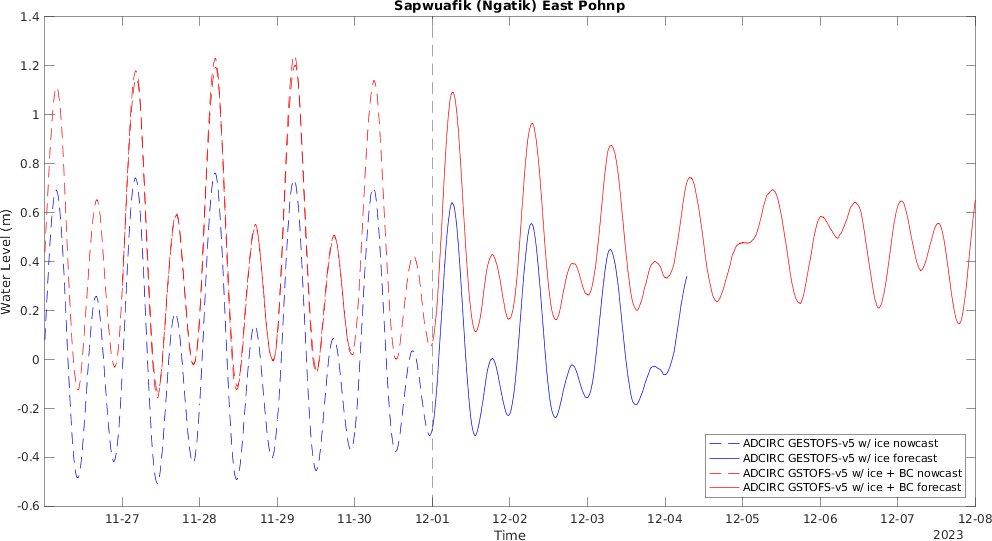 Sapwuafik (Ngatik) East Pohnp
Water Level (m)
1.4
1.2
1
0.8
0.6
0.4
0.2
0
-0.2
-0.4
-0.6
ADCIRC GESTOFS-v5 w/ ice nowcast
ADCIRC GESTOFS-v5 w/ ice forecast
ADCIRC GSTOFS-v5 w/ ice + BC nowcast
ADCIRC GSTOFS-v5 w/ ice + BC forecast
11-27 11-28 11-29 11-30 12-01 12-02 12-03 12-04 12-05 12-06 12-07 12-08
Time
2023